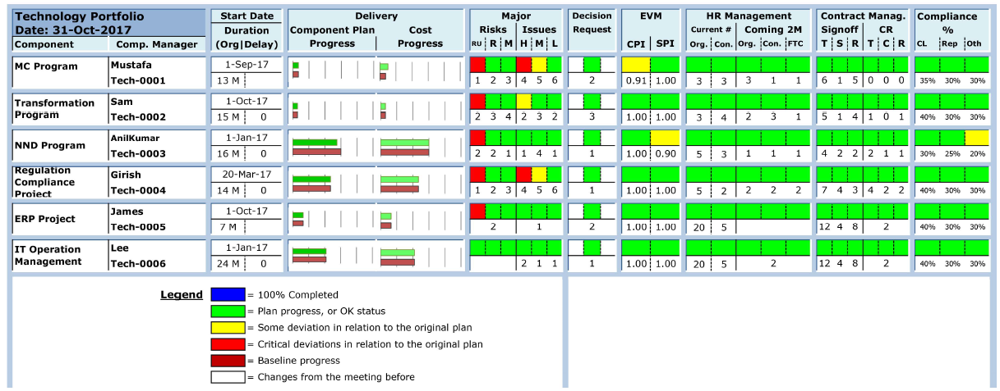 Technology Portfolio
Date: 31-Oct-2017
Component Comp. Manager
Start Date
Duration
(Org|Delay)
Delivery
Component Plan Progress
Cost Progress
Major
Risks Issues
RU R M H M L
Decision
Request
EVM
CPI SPI
HR Management
Current # Coming 2M
Org. Con. Org. Con. FTC
Contract Manag.
Signoff CR
T S R T C R
Compliance
%
CL Rep Oth
MC Program Mustafa 1-Sep-17
Tech-0001 13 M 1 2 3 4 5 6 2 0.91 1.00 3 3 3 1 1 6 1 5 0 0 0 35% 30% 30%
Transformation Sam 1-Oct-17
Program Tech-0002 15 M 0 2 3 4 2 3 2 3 1.00 1.00 3 4 2 3 1 5 1 4 1 0 1 40% 30% 30%
NND Program AnilKumar 1-Jan-17
Tech-0003 16 M 0 2 2 1 1 4 1 1 1.00 0.90 5 3 1 1 1 4 2 2 2 1 1 30% 25% 20%
Regulation Girish 20-Mar-17
Compliance
Project Tech-0004 14 M 0 1 2 3 4 5 6 1 1.00 1.00 5 2 2 2 2 7 4 3 4 2 2 40% 30% 30%
ERP Project James 1-Oct-17
Tech-0005 7 M 2 1 2 1.00 1.00 20 5 12 4 8 2 40% 30% 30%
IT Operation Lee 1-Jan-17
Management Tech-0006 24 M 0 2 1 1 1 1.00 1.00 20 5 2 12 4 8 2 40% 30% 30%
Legend
= 100% Completed
= Plan progress, or OK status
= Some deviation in relation to the original plan
= Critical deviations in relation to the original plan
= Baseline progress
= Changes from the meeting before